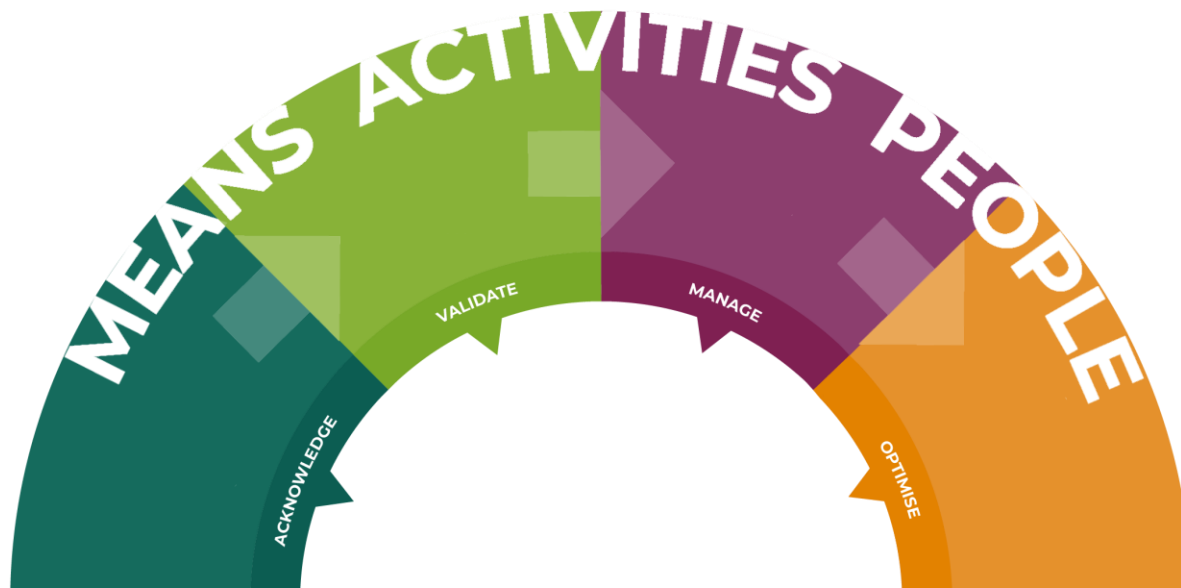 MEANS ACTIVITIES PEOPLE
ACKNOWLEDGE
VALIDATE
MANAGE
OPTIMISE